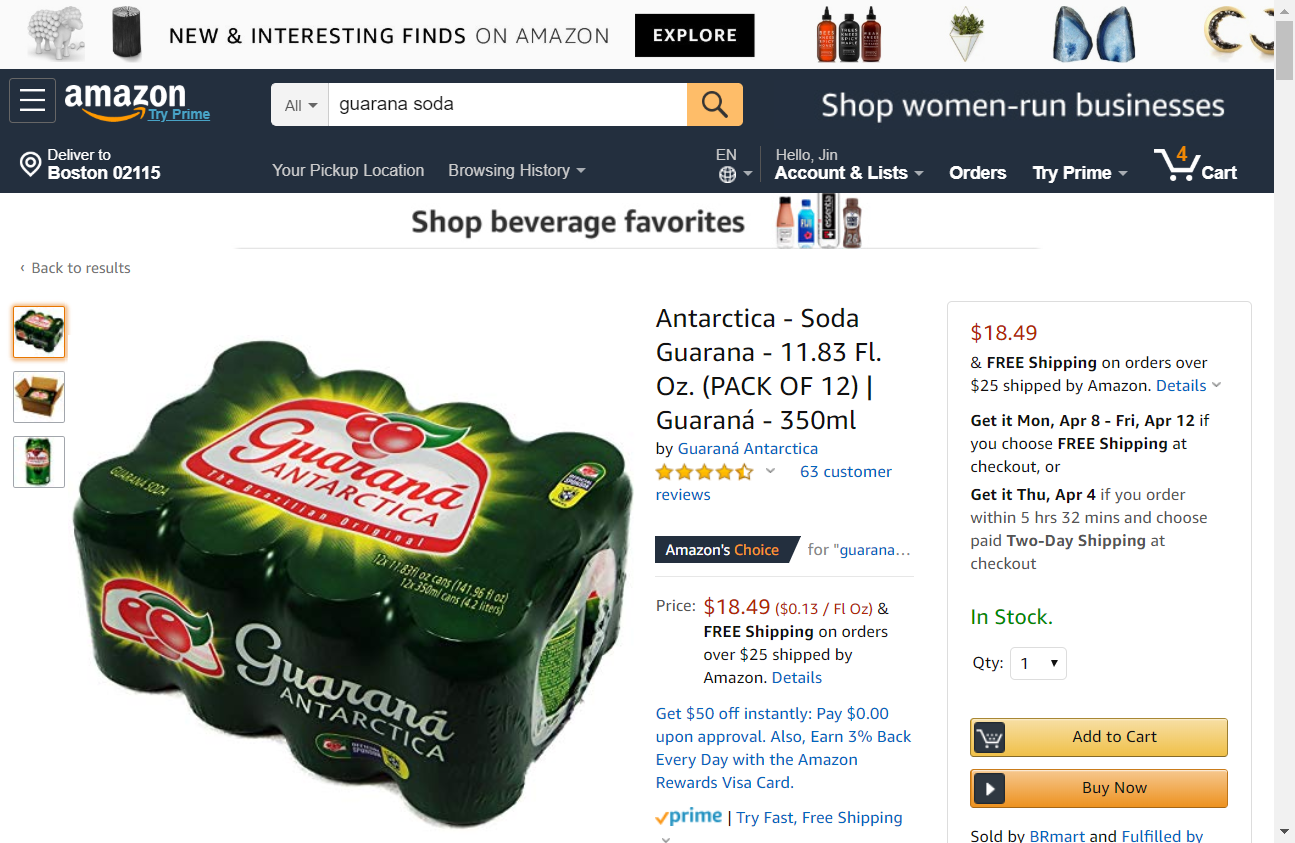 NEW & INTERESTING FINDS ON AMAZON
EXPLORE
amazon
Try Prime
All
guarana soda
Shop women-run businesses
Deliver to
Boston 02115
Your Pickup Location
Browsing History
EN
Hello, Jin
Account & Lists
Orders
Try Prime
4
Cart
Shop beverage favorites
‹ Back to results
Antarctica - Soda
Guarana - 11.83 Fl.
Oz. (PACK OF 12) |
Guaraná - 350ml
by Guaraná Antarctica
63 customer
reviews
Amazon's Choice for "guarana…
Price: $18.49 ($0.13 / Fl Oz) &
FREE Shipping on orders
over $25 shipped by
Amazon. Details
Get $50 off instantly: Pay $0.00
upon approval. Also, Earn 3% Back
Every Day with the Amazon
Rewards Visa Card.
prime | Try Fast, Free Shipping
$18.49
& FREE Shipping on orders over
$25 shipped by Amazon. Details
Get it Mon, Apr 8 - Fri, Apr 12 if
you choose FREE Shipping at
checkout, or
Get it Thu, Apr 4 if you order
within 5 hrs 32 mins and choose
paid Two-Day Shipping at
checkout
In Stock.
Qty: 1
Add to Cart
Buy Now
Sold by BRmart and Fulfilled by
GUARANÁ SODA
Guaraná
ANTARCTICA
The Brazilian Original
12x11.83fl oz cans (141.96 fl oz)
12x350ml cans (4.2 liters)
OFFICIAL
SPONSOR
Guaraná
ANTARCTICA
OFFICIAL
SPONSOR